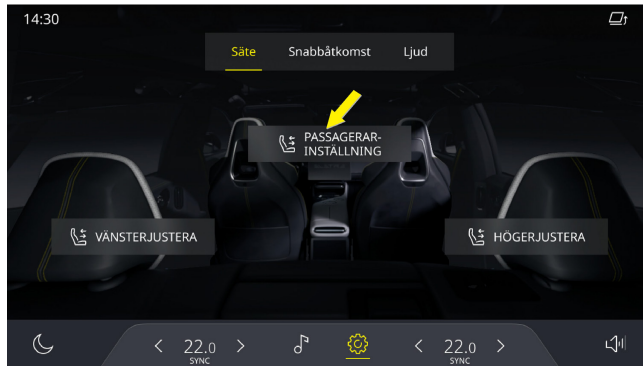 14:30
Säte Snabbåtkomst Ljud
PASSAGERAR-
INSTÄLLNING
VÄNSTERJUSTERA
HÖGERJUSTERA
22.0 22.0
SYNC SYNC